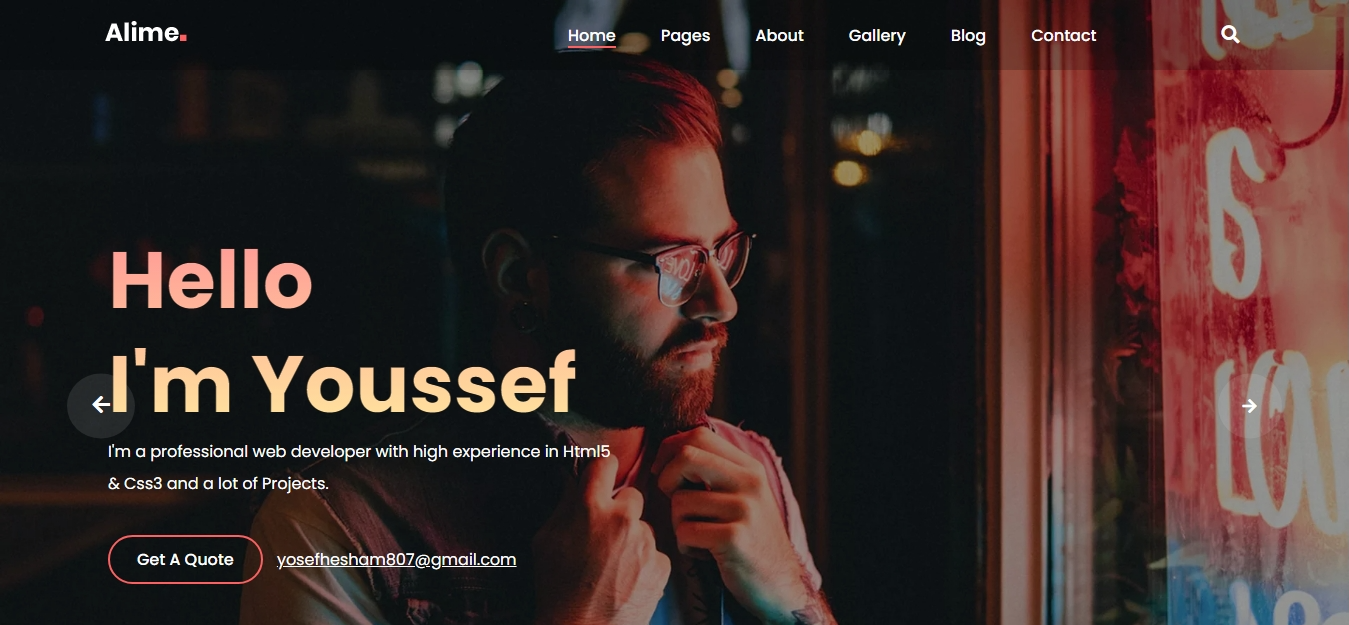 Alime.
Home Pages About Gallery Blog Contact
Hello
I'm Youssef
I'm a professional web developer with high experience in Html5
& Css3 and a lot of Projects.
Get A Quote yosefhesham807@gmail.com